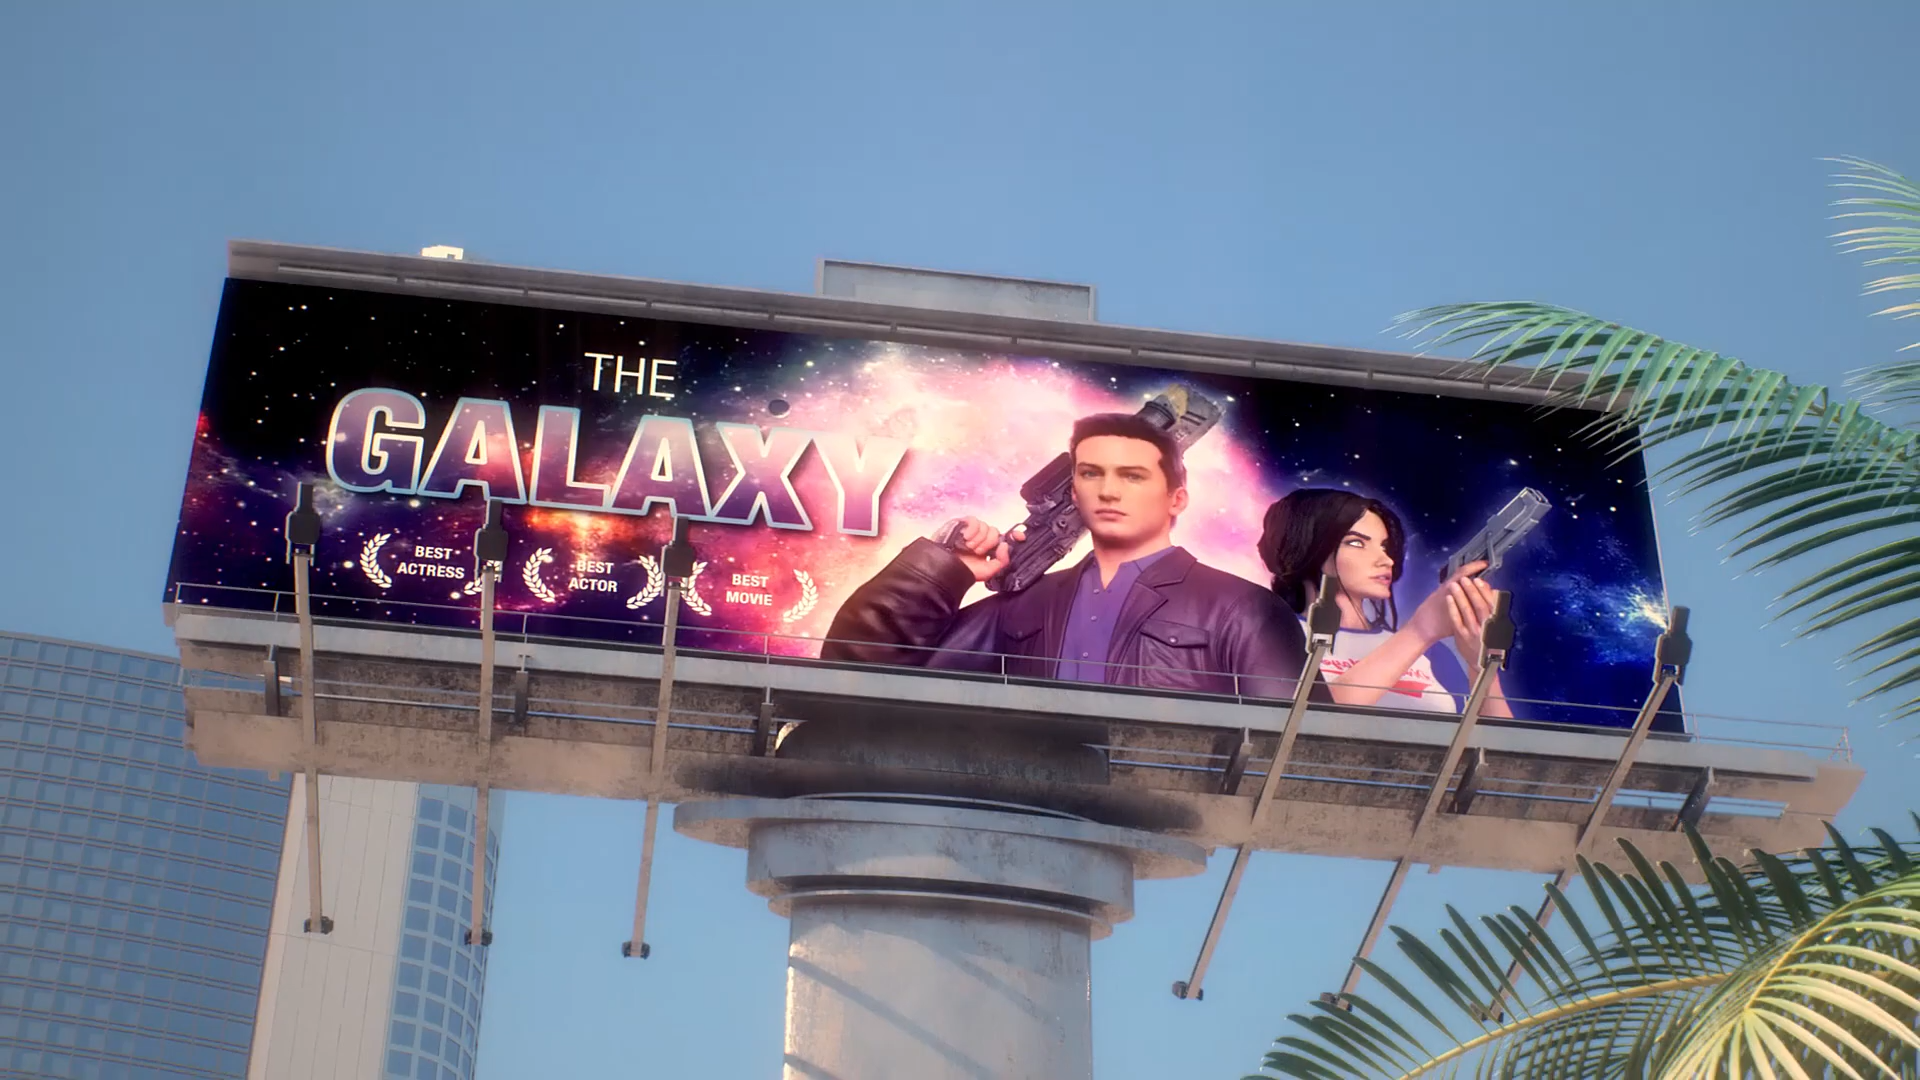 THE
GALAXY
BEST
ACTRESS
BEST
ACTOR
BEST
MOVIE